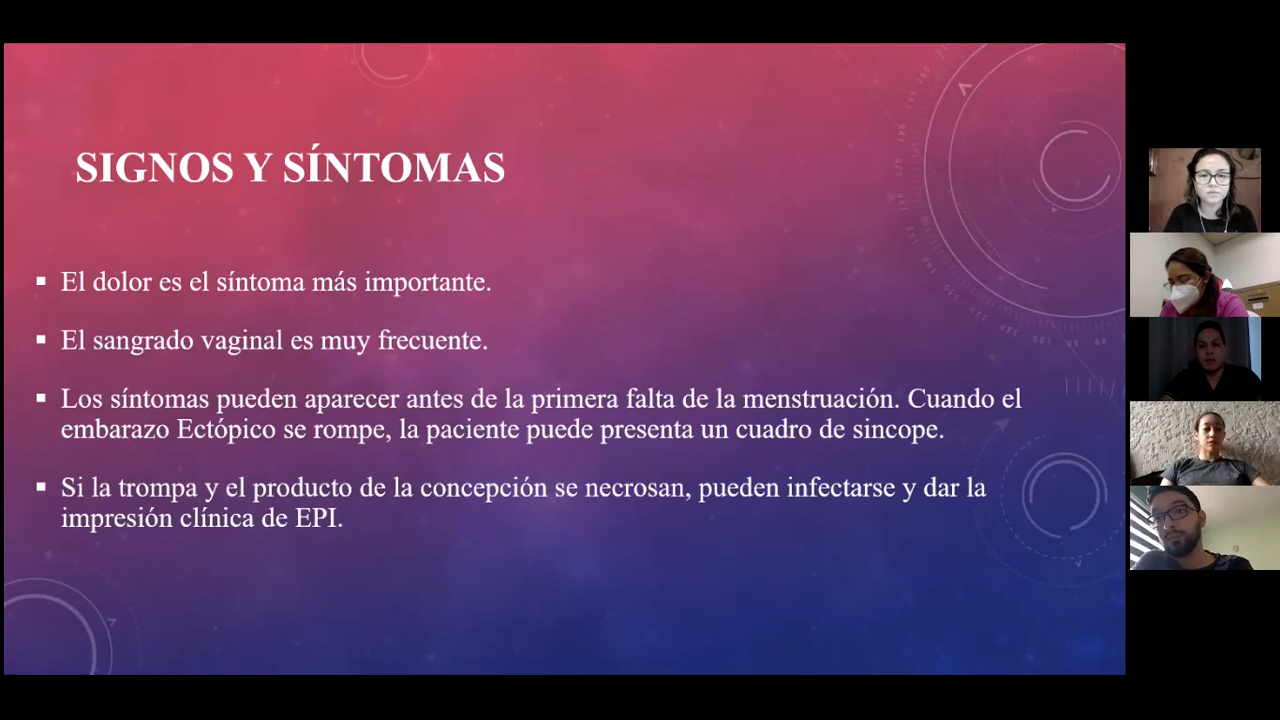 SIGNOS Y SÍNTOMAS
▪ El dolor es el síntoma más importante.
▪ El sangrado vaginal es muy frecuente.
▪ Los síntomas pueden aparecer antes de la primera falta de la menstruación. Cuando el
embarazo Ectópico se rompe, la paciente puede presenta un cuadro de sincope.
▪ Si la trompa y el producto de la concepción se necrosan, pueden infectarse y dar la
impresión clínica de EPI.